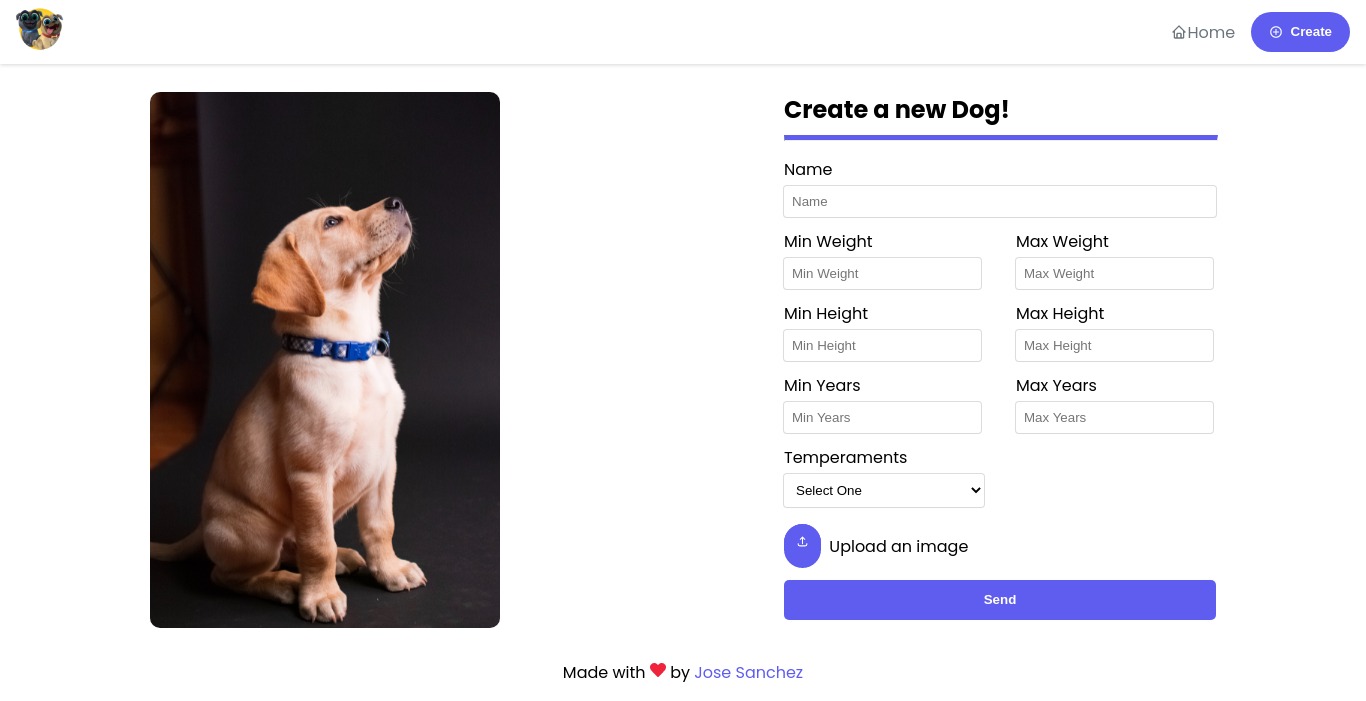 Home
Create
Create a new Dog!
Name
Name
Min Weight
Max Weight
Min Weight
Max Weight
Min Height
Max Height
Min Height
Max Height
Min Years
Max Years
Min Years
Max Years
Temperaments
Select One
Upload an image
Send
Made with ❤ by Jose Sanchez